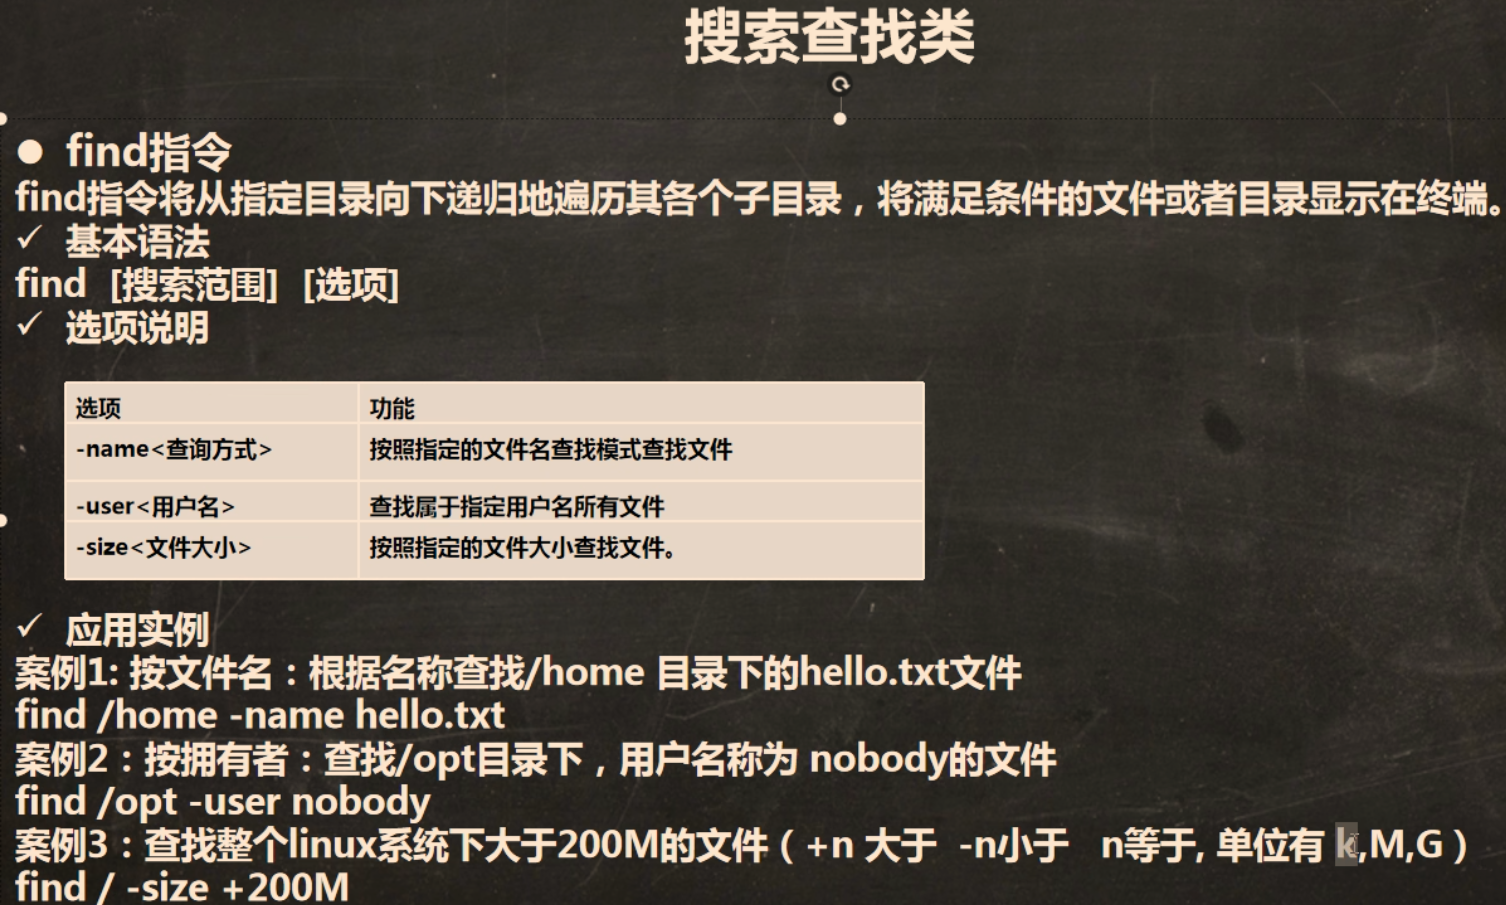 搜索查找类
● find指令
find指令将从指定目录向下递归地遍历其各个子目录，将满足条件的文件或者目录显示在终端。
✓ 基本语法
find [搜索范围] [选项]
✓ 选项说明
选项 功能
-name<查询方式> 按照指定的文件名查找模式查找文件
-user<用户名> 查找属于指定用户名所有文件
-size<文件大小> 按照指定的文件大小查找文件。
✓ 应用实例
案例1: 按文件名：根据名称查找/home 目录下的hello.txt文件
find /home -name hello.txt
案例2：按拥有者：查找/opt目录下，用户名称为 nobody的文件
find /opt -user nobody
案例3：查找整个linux系统下大于200M的文件（+n 大于 -n小于 n等于, 单位有 k,M,G）
find / -size +200M